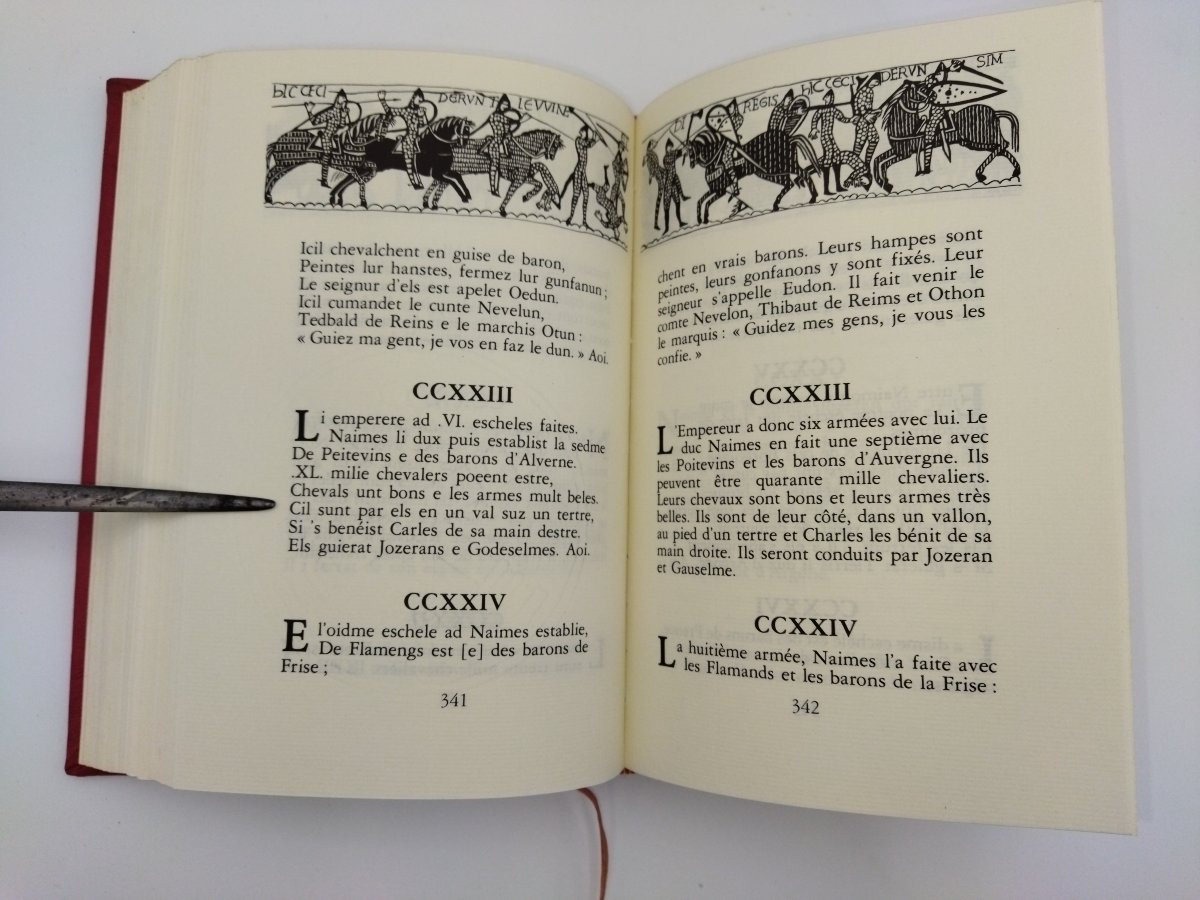 HIC CECI DERVN T LEVVINE
Icil chevalchent en guise de baron,
Peintes lur hanstes, fermez lur gunfanun ;
Le seignur d'els est apelet Oedun.
Icil cumandet le cunte Nevelun,
Tedbald de Reins e le marchis Otun :
« Guiez ma gent, je vos en faz le dun. » Aoi.
CCXXIII
Li emperere ad .VI. escheles faites.
Naimes li dux puis establist la sedme
De Peitevins e des barons d'Alverne.
.XL. milie chevalers poeent estre,
Chevals unt bons e les armes mult beles.
Cil sunt par els en un val suz un tertre,
Si 's benéist Carles de sa main destre.
Els guierat Jozerans e Godeselmes. Aoi.
CCXXIV
El'oidme eschele ad Naimes establie,
De Flamengs est [e] des barons de
Frise ;
341
REGIS HIC CECI DERVN SIM
chent en vrais barons. Leurs hampes sont
peintes, leurs gonfanons y sont fixés. Leur
seigneur s'appelle Eudon. Il fait venir le
comte Nevelon, Thibaut de Reims et Othon
le marquis : « Guidez mes gens, je vous les
confie. »
CCXXIII
L'Empereur a donc six armées avec lui. Le
duc Naimes en fait une septième avec
les Poitevins et les barons d'Auvergne. Ils
peuvent être quarante mille chevaliers.
Leurs chevaux sont bons et leurs armes très
belles. Ils sont de leur côté, dans un vallon,
au pied d'un tertre et Charles les bénit de sa
main droite. Ils seront conduits par Jozeran
et Gauselme.
CCXXIV
La huitième armée, Naimes l'a faite avec
les Flamands et les barons de la Frise :
342